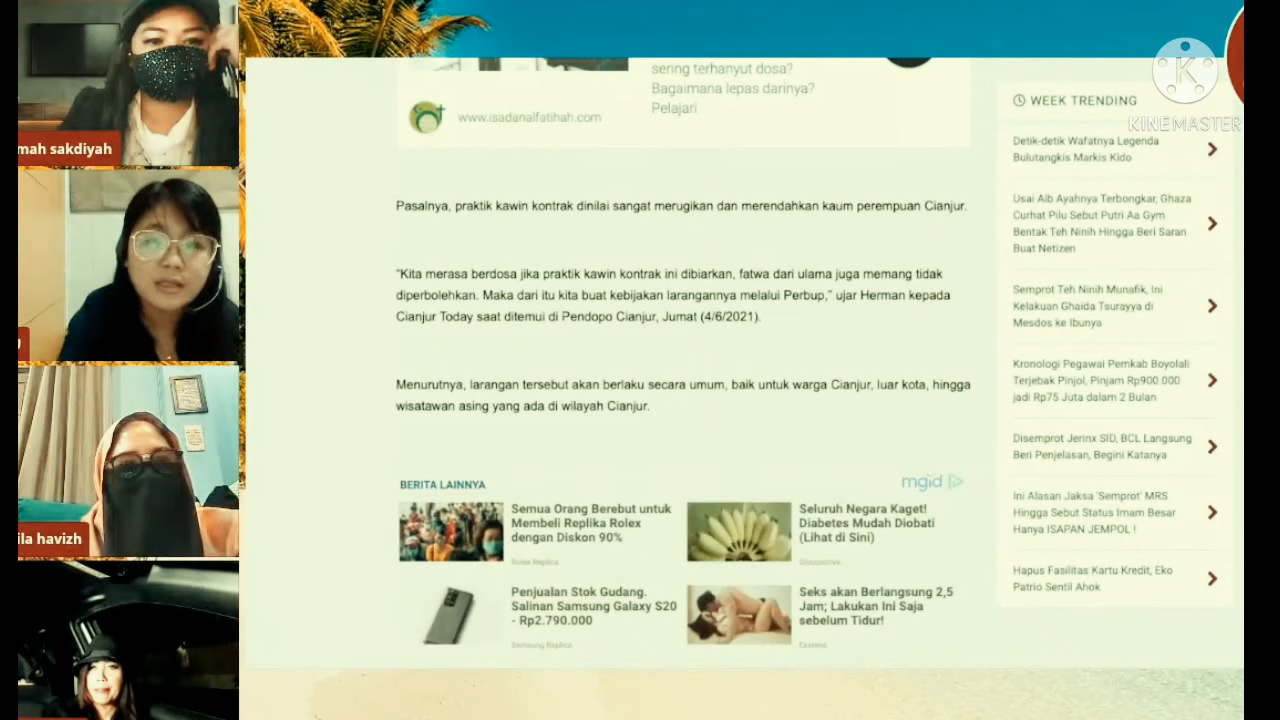 mah sakdiyah
ila havizh
sering terhanyut dosa?
Bagaimana lepas darinya?
Pelajari
www.isadanalfatihah.com
Pasalnya, praktik kawin kontrak dinilai sangat merugikan dan merendahkan kaum perempuan Cianjur.
"Kita merasa berdosa jika praktik kawin kontrak ini dibiarkan, fatwa dari ulama juga memang tidak
diperbolehkan. Maka dari itu kita buat kebijakan larangannya melalui Perbup," ujar Herman kepada
Cianjur Today saat ditemui di Pendopo Cianjur, Jumat (4/6/2021).
Menurutnya, larangan tersebut akan berlaku secara umum, baik untuk warga Cianjur, luar kota, hingga
wisatawan asing yang ada di wilayah Cianjur.
BERITA LAINNYA
mgid
Semua Orang Berebut untuk
Membeli Replika Rolex
dengan Diskon 90%
Rolex Replica
Seluruh Negara Kaget!
Diabetes Mudah Diobati
(Lihat di Sini)
Penjualan Stok Gudang.
Salinan Samsung Galaxy S20
- Rp2.790.000
Samsung Replica
Seks akan Berlangsung 2,5
Jam; Lakukan Ini Saja
sebelum Tidur!
K
KINEMASTER
WEEK TRENDING
Detik-detik Wafatnya Legenda
Bulutangkis Markis Kido
Usai Aib Ayahnya Terbongkar, Ghaza
Curhat Pilu Sebut Putri Aa Gym
Bentak Teh Ninih Hingga Beri Saran
Buat Netizen
Semprot Teh Ninih Munafik, Ini
Kelakuan Ghaida Tsurayya di
Mesdos ke Ibunya
Kronologi Pegawai Pemkab Boyolali
Terjebak Pinjol, Pinjam Rp900.000
jadi Rp75 Juta dalam 2 Bulan
Disemprot Jerinx SID, BCL Langsung
Beri Penjelasan, Begini Katanya
Ini Alasan Jaksa 'Semprot' MRS
Hingga Sebut Status Imam Besar
Hanya ISAPAN JEMPOL !
Hapus Fasilitas Kartu Kredit, Eko
Patrio Sentil Ahok